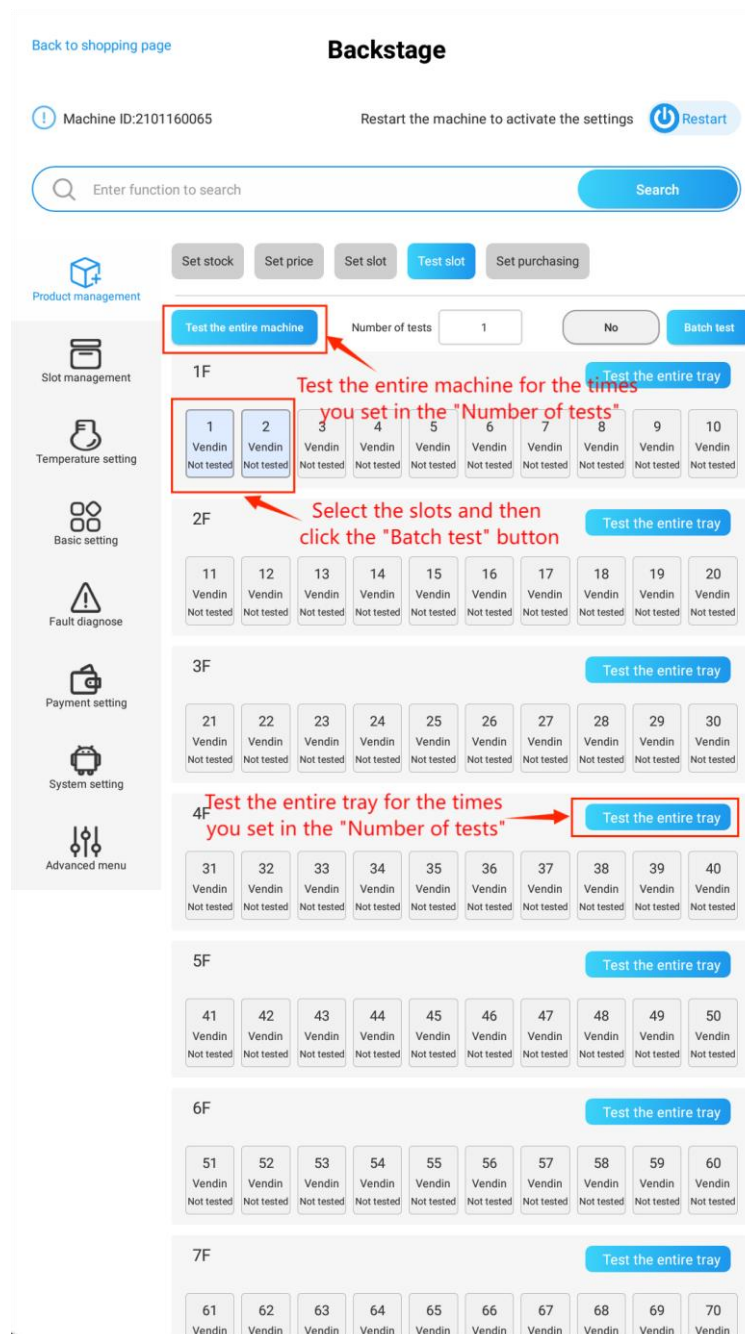 Back to shopping page
Backstage
Machine ID:2101160065
Restart the machine to activate the settings
Restart
Enter function to search
Search
Product management
Slot management
Temperature setting
Basic setting
Fault diagnose
Payment setting
System setting
Advanced menu
Set stock
Set price
Set slot
Test slot
Set purchasing
Test the entire machine
Number of tests
1
No
Batch test
1F
Test the entire tray
Test the entire machine for the times
you set in the "Number of tests"
1 2 3 4 5 6 7 8 9 10
Vendin Vendin Vendin Vendin Vendin Vendin Vendin Vendin Vendin Vendin
Not tested Not tested Not tested Not tested Not tested Not tested Not tested Not tested Not tested Not tested
Select the slots and then
click the "Batch test" button
2F
Test the entire tray
11 12 13 14 15 16 17 18 19 20
Vendin Vendin Vendin Vendin Vendin Vendin Vendin Vendin Vendin Vendin
Not tested Not tested Not tested Not tested Not tested Not tested Not tested Not tested Not tested Not tested
3F
Test the entire tray
21 22 23 24 25 26 27 28 29 30
Vendin Vendin Vendin Vendin Vendin Vendin Vendin Vendin Vendin Vendin
Not tested Not tested Not tested Not tested Not tested Not tested Not tested Not tested Not tested Not tested
4F
Test the entire tray for the times
you set in the "Number of tests"
Test the entire tray
31 32 33 34 35 36 37 38 39 40
Vendin Vendin Vendin Vendin Vendin Vendin Vendin Vendin Vendin Vendin
Not tested Not tested Not tested Not tested Not tested Not tested Not tested Not tested Not tested Not tested
5F
Test the entire tray
41 42 43 44 45 46 47 48 49 50
Vendin Vendin Vendin Vendin Vendin Vendin Vendin Vendin Vendin Vendin
Not tested Not tested Not tested Not tested Not tested Not tested Not tested Not tested Not tested Not tested
6F
Test the entire tray
51 52 53 54 55 56 57 58 59 60
Vendin Vendin Vendin Vendin Vendin Vendin Vendin Vendin Vendin Vendin
Not tested Not tested Not tested Not tested Not tested Not tested Not tested Not tested Not tested Not tested
7F
Test the entire tray
61 62 63 64 65 66 67 68 69 70
Vendin Vendin Vendin Vendin Vendin Vendin Vendin Vendin Vendin Vendin